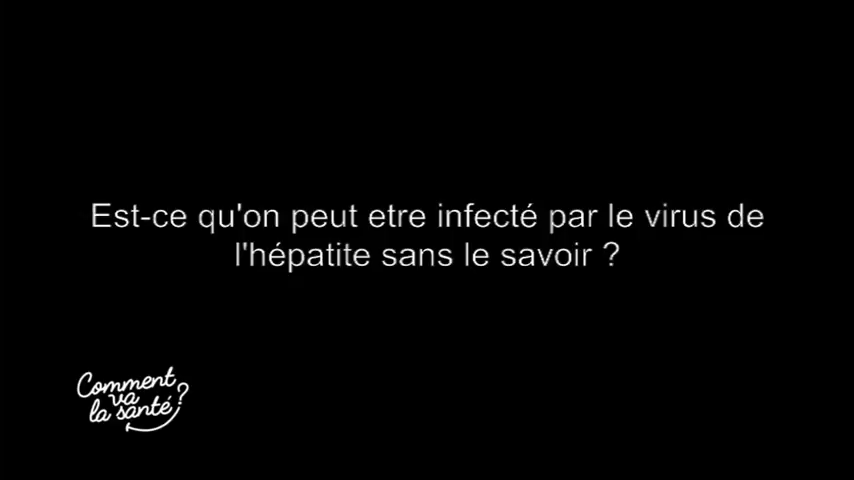 Est-ce qu'on peut etre infecté par le virus de
l'hépatite sans le savoir ?
Comment
va
la santé ?